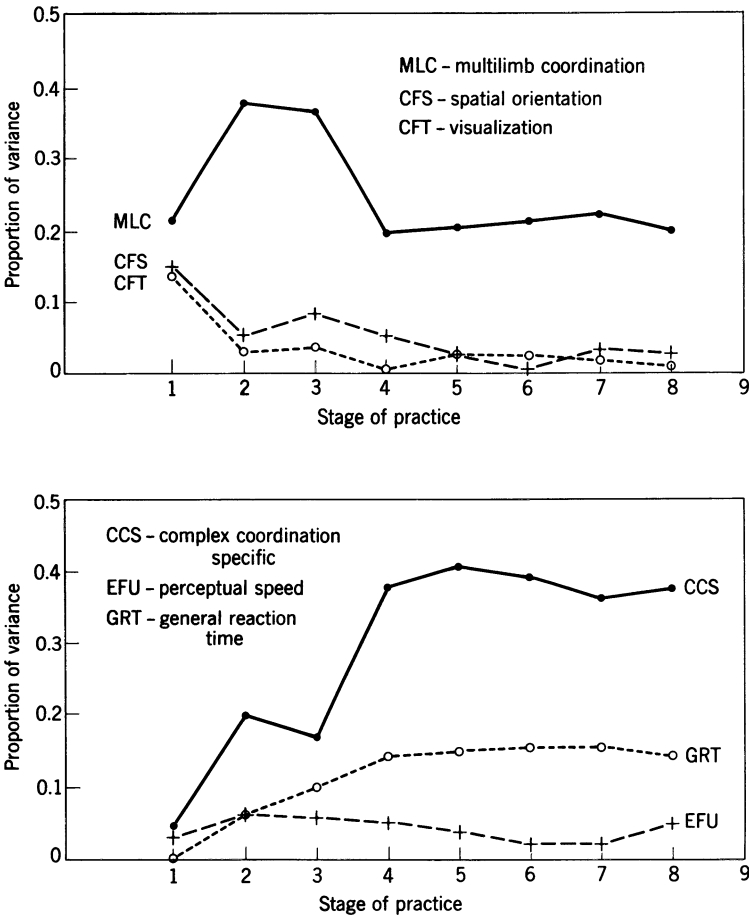 0.5
MLC – multilimb coordination
0.4
CFS – spatial orientation
CFT – visualization
0.3
Proportion of variance
MLC
0.2
CFS
CFT
0.1
0
1 2 3 4 5 6 7 8 9
Stage of practice
0.5
CCS – complex coordination
specific
0.4
EFU – perceptual speed
CCS
GRT – general reaction
time
0.3
Proportion of variance
0.2
GRT
0.1
EFU
0
1 2 3 4 5 6 7 8 9
Stage of practice